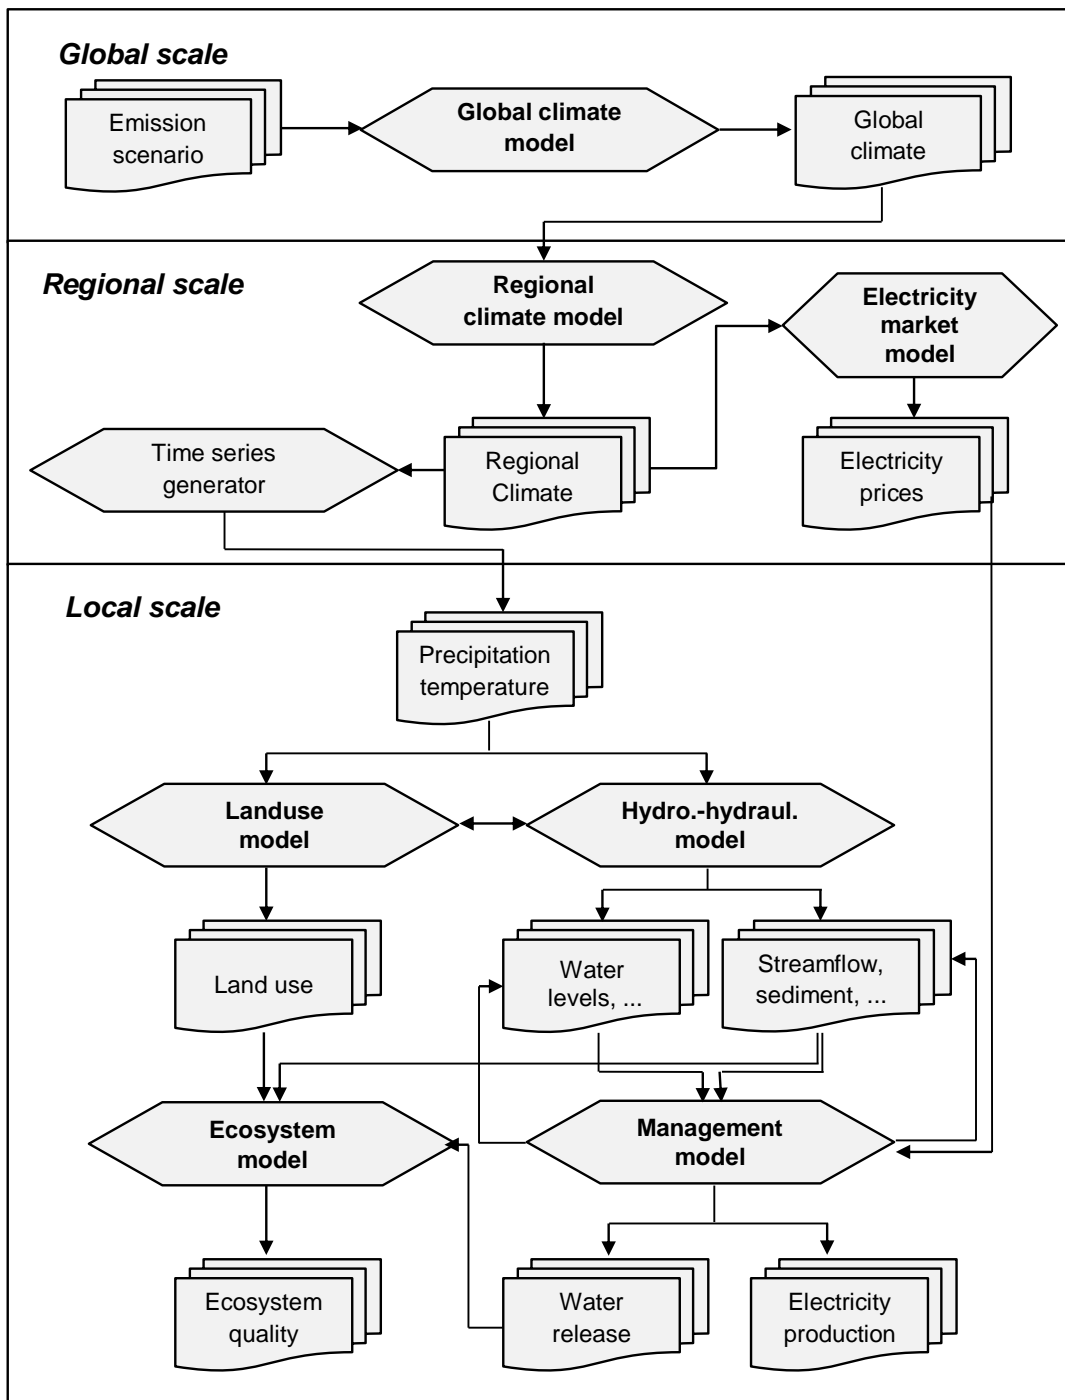 Global scale
Emission
scenario
Global climate
model
Global
climate
Regional scale
Regional
climate model
Electricity
market
model
Time series
generator
Regional
Climate
Electricity
prices
Local scale
Precipitation
temperature
Landuse
model
Hydro.-hydraul.
model
Land use
Water
levels, ...
Streamflow,
sediment, ...
Ecosystem
model
Management
model
Ecosystem
quality
Water
release
Electricity
production